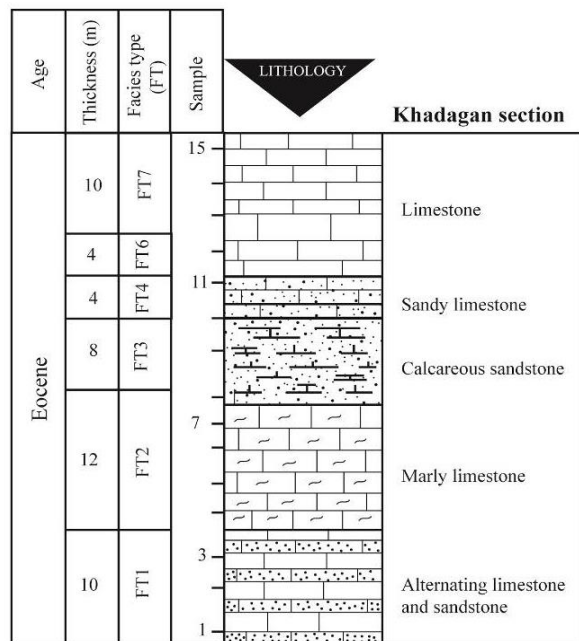 Age
Thickness (m)
Facies type
(FT)
Sample
LITHOLOGY
Khadagan section
Eocene
10
FT7
15
Limestone
4
FT6
4
FT4
11
Sandy limestone
8
FT3
Calcareous sandstone
12
FT2
7
Marly limestone
10
FT1
3
1
Alternating limestone
and sandstone